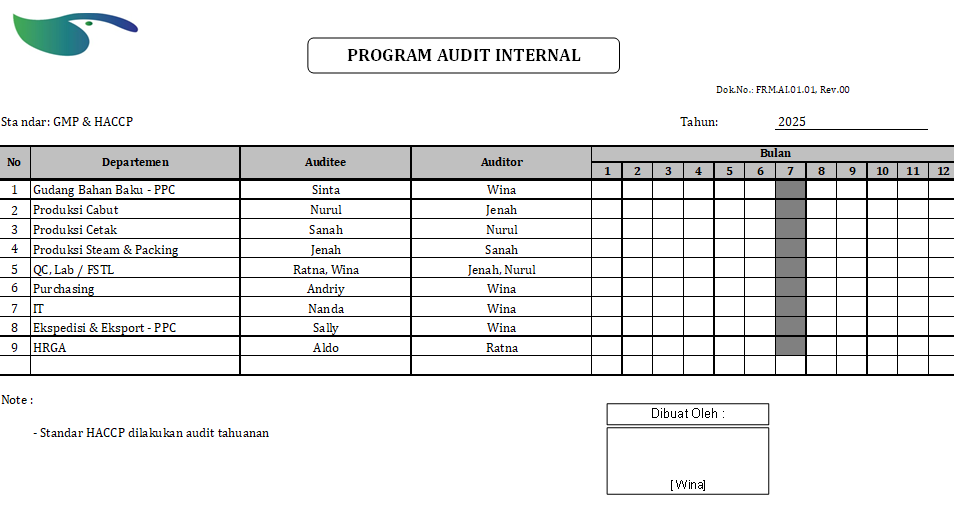 PROGRAM AUDIT INTERNAL
Dok.No.: FRM.AI.01.01, Rev.00
Standar: GMP & HACCP Tahun: 2025
No Departemen Auditee Auditor Bulan
1 2 3 4 5 6 7 8 9 10 11 12
1 Gudang Bahan Baku - PPC Sinta Wina
2 Produksi Cabut Nurul Jenah
3 Produksi Cetak Sanah Nurul
4 Produksi Steam & Packing Jenah Sanah
5 QC, Lab / FSTL Ratna, Wina Jenah, Nurul
6 Purchasing Andriy Wina
7 IT Nanda Wina
8 Ekspedisi & Eksport - PPC Sally Wina
9 HRGA Aldo Ratna
Note :
Dibuat Oleh :
- Standar HACCP dilakukan audit tahuanan
[Wina]